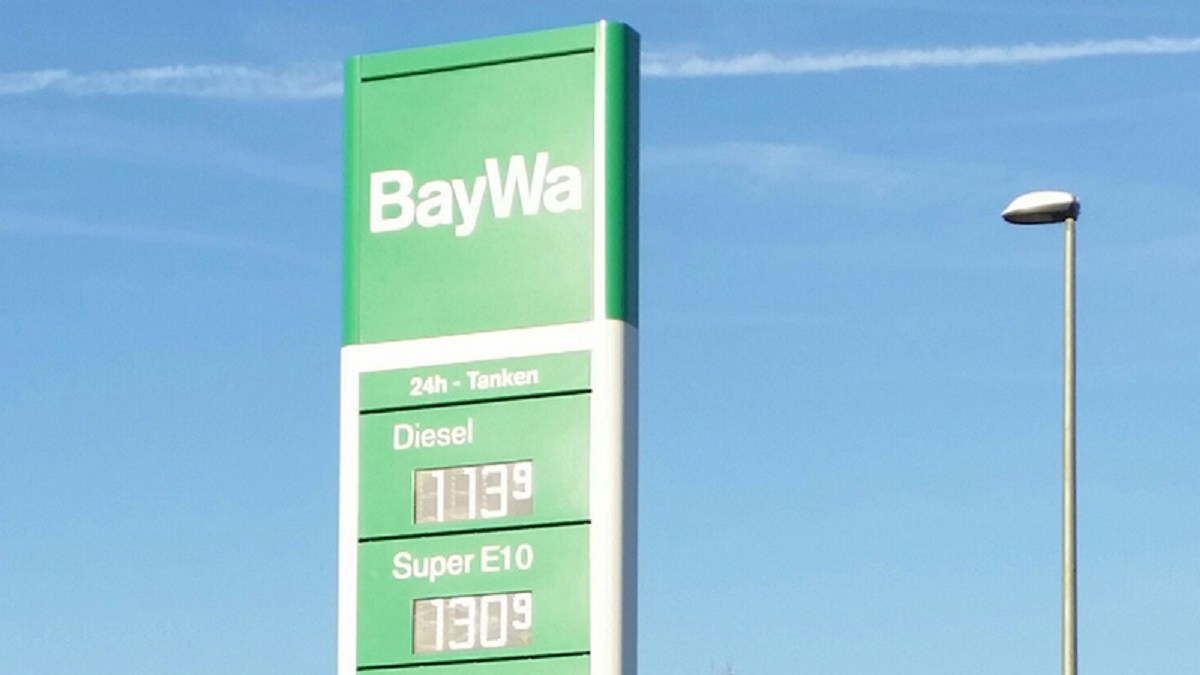 BayWa
24h - Tanken
Diesel
113⁹
Super E10
130⁹